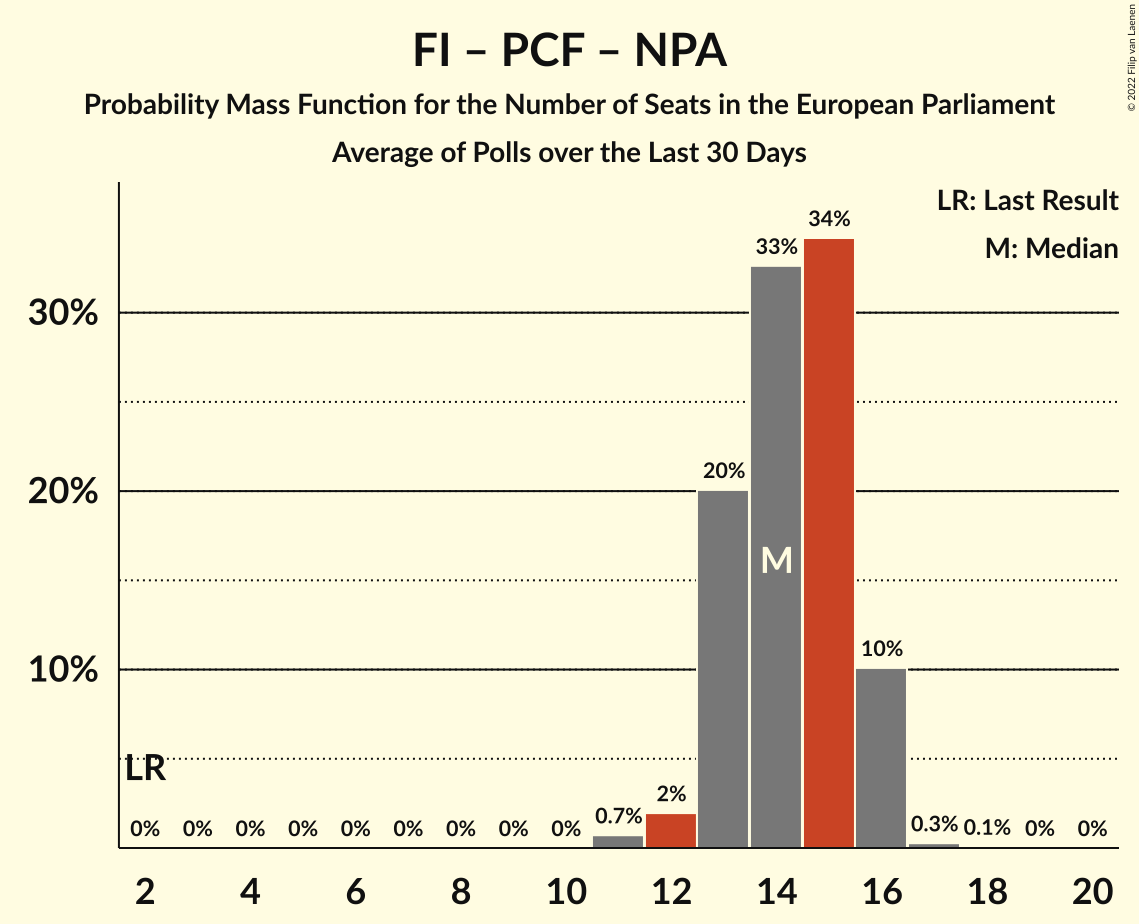 FI – PCF – NPA
Probability Mass Function for the Number of Seats in the European Parliament
Average of Polls over the Last 30 Days
© 2022 Filip van Laenen
LR: Last Result
M: Median
34%
33%
30%
20%
20%
M
10%
10%
LR
2%
0% 0% 0% 0% 0% 0% 0% 0% 0% 0.7% 0.3% 0.1% 0% 0%
2 4 6 8 10 12 14 16 18 20